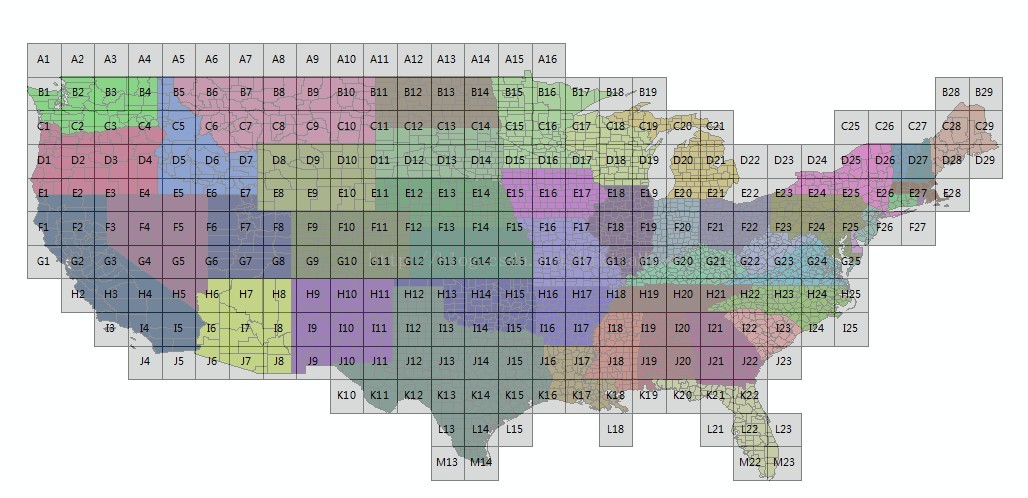 A1 A2 A3 A4 A5 A6 A7 A8 A9 A10 A11 A12 A13 A14 A15 A16
B1 B2 B3 B4 B5 B6 B7 B8 B9 B10 B11 B12 B13 B14 B15 B16 B17 B18 B19 B28 B29
C1 C2 C3 C4 C5 C6 C7 C8 C9 C10 C11 C12 C13 C14 C15 C16 C17 C18 C19 C20 C21 C25 C26 C27 C28 C29
D1 D2 D3 D4 D5 D6 D7 D8 D9 D10 D11 D12 D13 D14 D15 D16 D17 D18 D19 D20 D21 D22 D23 D24 D25 D26 D27 D28 D29
E1 E2 E3 E4 E5 E6 E7 E8 E9 E10 E11 E12 E13 E14 E15 E16 E17 E18 E19 E20 E21 E22 E23 E24 E25 E26 E27 E28
F1 F2 F3 F4 F5 F6 F7 F8 F9 F10 F11 F12 F13 F14 F15 F16 F17 F18 F19 F20 F21 F22 F23 F24 F25 F26 F27
G1 G2 G3 G4 G5 G6 G7 G8 G9 G10 G11 G12 G13 G14 G15 G16 G17 G18 G19 G20 G21 G22 G23 G24 G25
H2 H3 H4 H5 H6 H7 H8 H9 H10 H11 H12 H13 H14 H15 H16 H17 H18 H19 H20 H21 H22 H23 H24 H25
I3 I4 I5 I6 I7 I8 I9 I10 I11 I12 I13 I14 I15 I16 I17 I18 I19 I20 I21 I22 I23 I24 I25
J4 J5 J6 J7 J8 J9 J10 J11 J12 J13 J14 J15 J16 J17 J18 J19 J20 J21 J22 J23
K10 K11 K12 K13 K14 K15 K16 K17 K18 K19 K20 K21 K22
L13 L14 L15 L18 L21 L22 L23
M13 M14 M22 M23